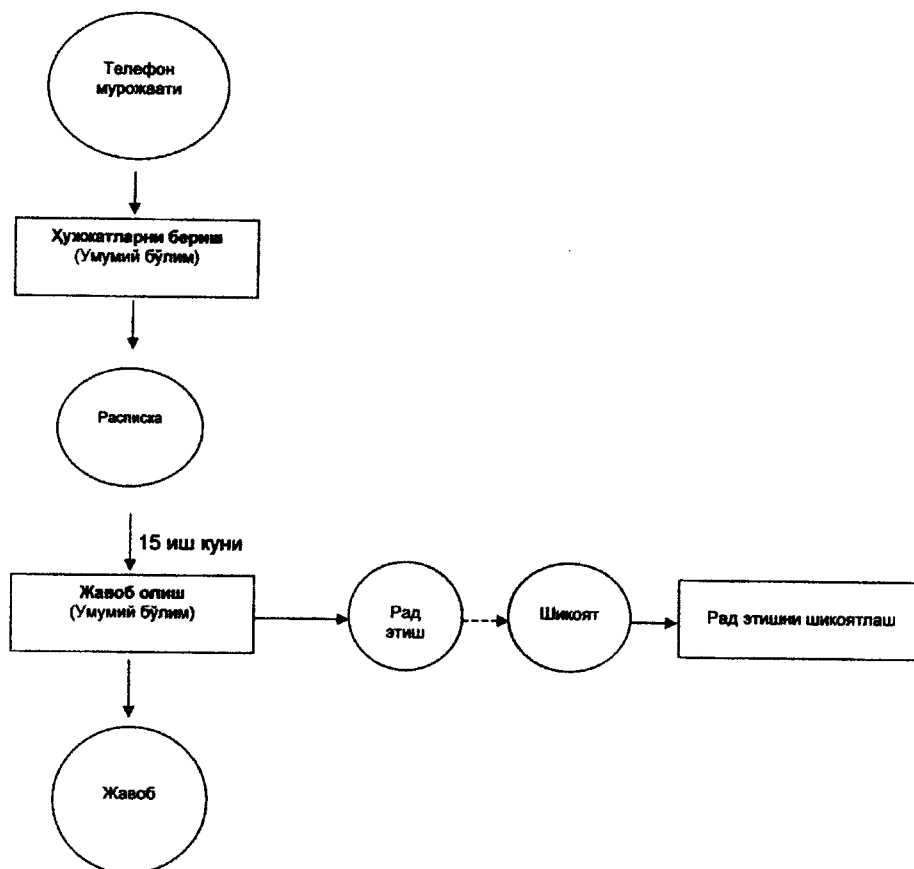 Телефон
мурожаати
Ҳужжатларни бериш
(Умумий бўлим)
Расписка
15 иш куни
Жавоб олиш
(Умумий бўлим)
Рад
этиш
Шикоят
Рад этишни шикоятлаш
Жавоб